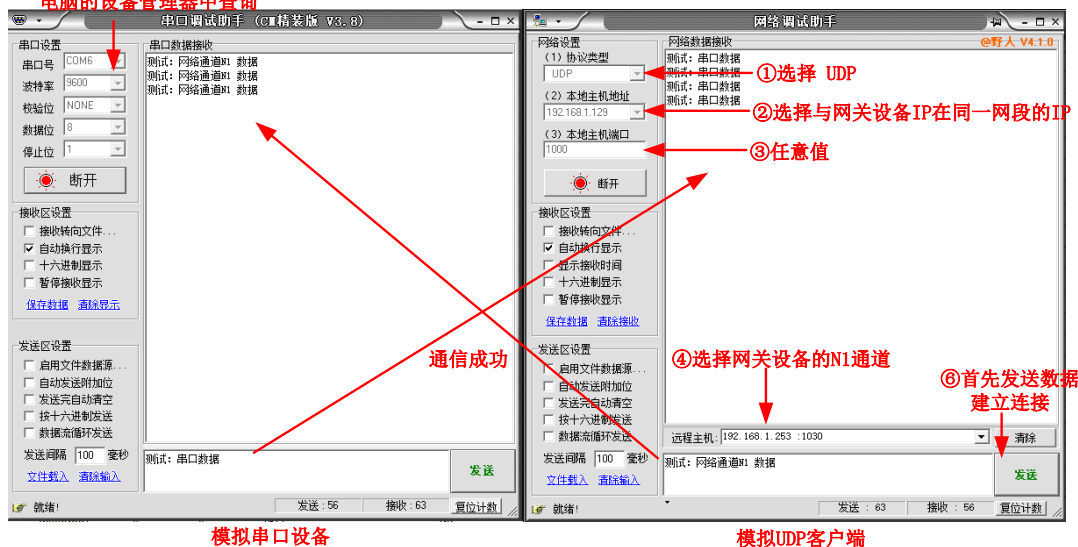 电脑的设备管理器中查询
串口调试助手 (CM精装版 V3.8)
串口设置
串口号 COM6
波特率 9600
校验位 NONE
数据位 8
停止位 1
断开
接收区设置
接收转向文件...
自动换行显示
十六进制显示
暂停接收显示
保存数据 清除显示
发送区设置
启用文件数据源...
自动发送附加位
发送完自动清空
按十六进制发送
数据流循环发送
发送间隔 100 毫秒
文件载入 清除输入
就绪!
串口数据接收
测试: 网络通道N1 数据
测试: 网络通道N1 数据
测试: 网络通道N1 数据
通信成功
测试: 串口数据
发送
发送:56 接收:63 复位计数
模拟串口设备
网络调试助手
网络设置
(1) 协议类型
UDP
(2) 本地主机地址
192.168.1.129
(3) 本地主机端口
1000
断开
接收区设置
接收转向文件...
自动换行显示
显示接收时间
十六进制显示
暂停接收显示
保存数据 清除接收
发送区设置
启用文件数据源...
自动发送附加位
发送完自动清空
按十六进制发送
数据流循环发送
发送间隔 100 毫秒
文件载入 清除输入
就绪!
网络数据接收 @野人 V4.1.0
测试: 串口数据
测试: 串口数据
测试: 串口数据
测试: 串口数据
①选择 UDP
②选择与网关设备IP在同一网段的IP
③任意值
④选择网关设备的N1通道
⑥首先发送数据
建立连接
远程主机: 192.168.1.253 :1030 清除
测试: 网络通道N1 数据
发送
发送 : 63 接收 : 56 复位计数
模拟UDP客户端